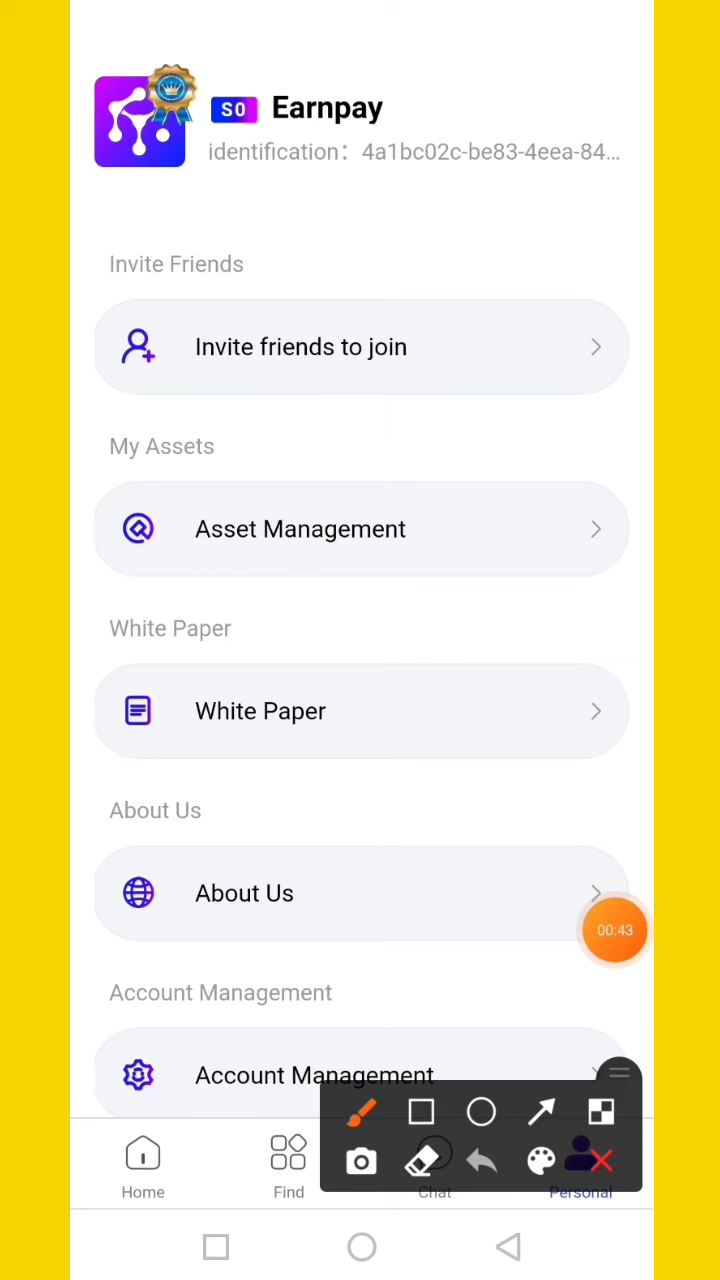 S0 Earnpay
identification：4a1bc02c-be83-4eea-84...
Invite Friends
Invite friends to join
My Assets
Asset Management
White Paper
White Paper
About Us
About Us
00:43
Account Management
Account Management
Home
Find
Chat
Personal